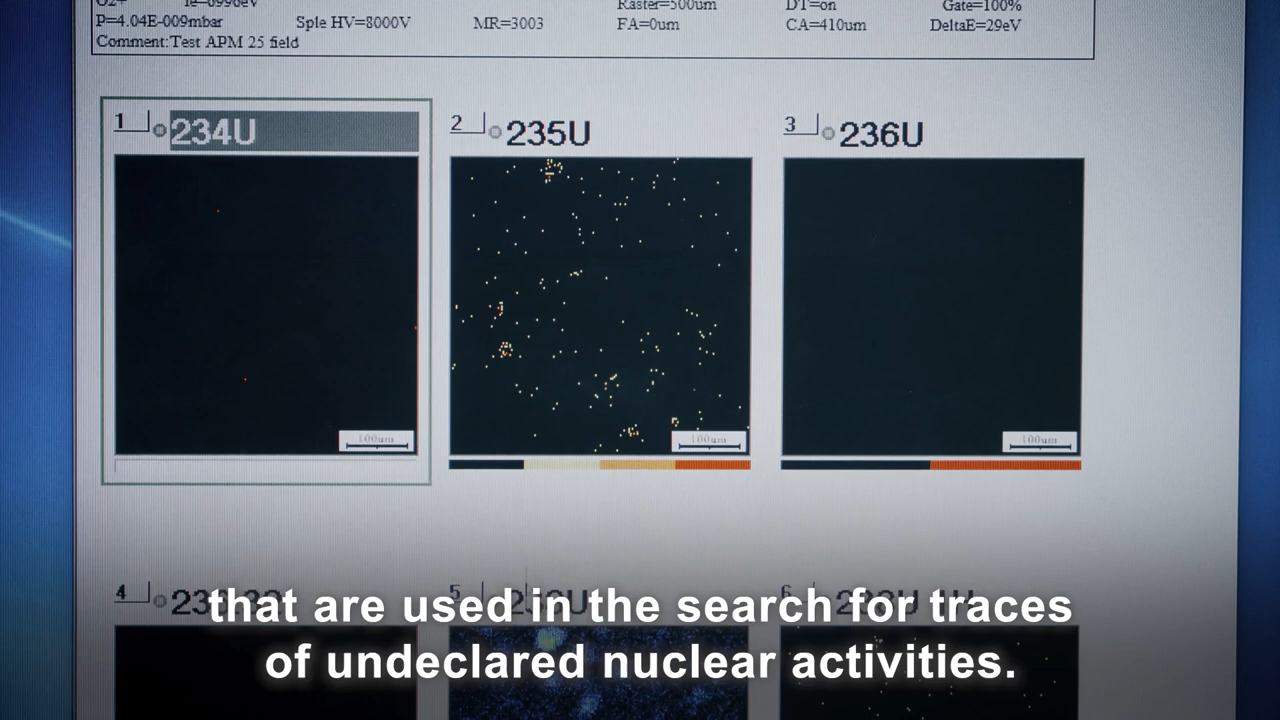 Raster=500um DT=on Gate=100%
P=4.04E-009mbar Sple HV=8000V MR=3003 FA=0um CA=410um DeltaE=29eV
Comment:Test APM 25 field
1 234U
2 235U
3 236U
100um
100um
100um
4
5
6
that are used in the search for traces
of undeclared nuclear activities.